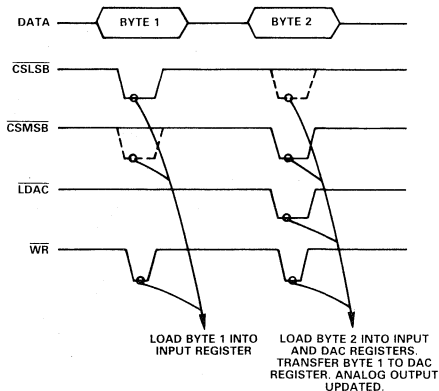 DATA
BYTE 1
BYTE 2
CSLSB
CSMSB
LDAC
WR
LOAD BYTE 1 INTO
INPUT REGISTER
LOAD BYTE 2 INTO INPUT
AND DAC REGISTERS.
TRANSFER BYTE 1 TO DAC
REGISTER. ANALOG OUTPUT
UPDATED.